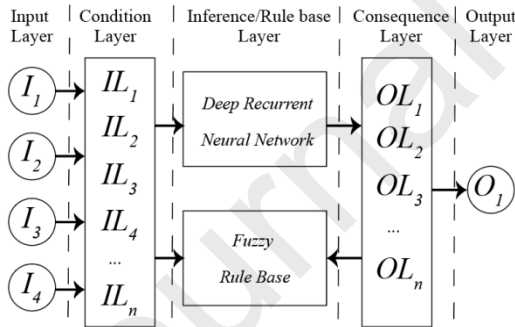 Input Layer
Condition Layer
Inference/Rule base Layer
Consequence Layer
Output Layer
I₁
I₂
I₃
I₄
IL₁
IL₂
IL₃
IL₄
...
ILₙ
Deep Recurrent
Neural Network
Fuzzy
Rule Base
OL₁
OL₂
OL₃
...
OLₙ
O₁